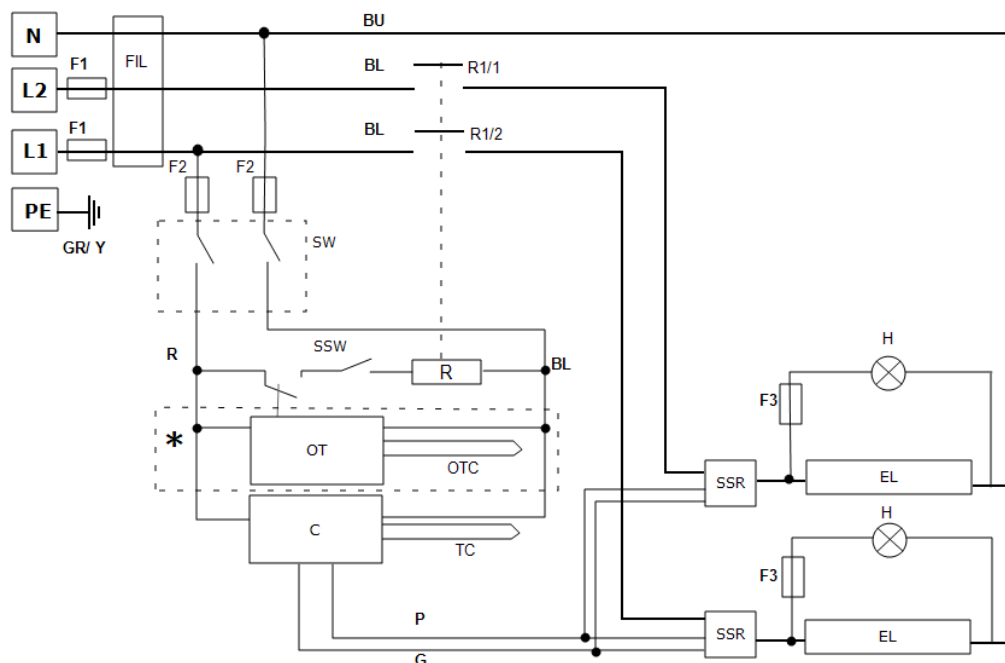 BU
N
F1
FIL
BL
R1/1
L2
F1
BL
R1/2
L1
F2
F2
PE
GR/ Y
SW
R
SSW
R
BL
H
F3
*
OT
OTC
SSR
EL
C
TC
H
F3
P
SSR
EL
G